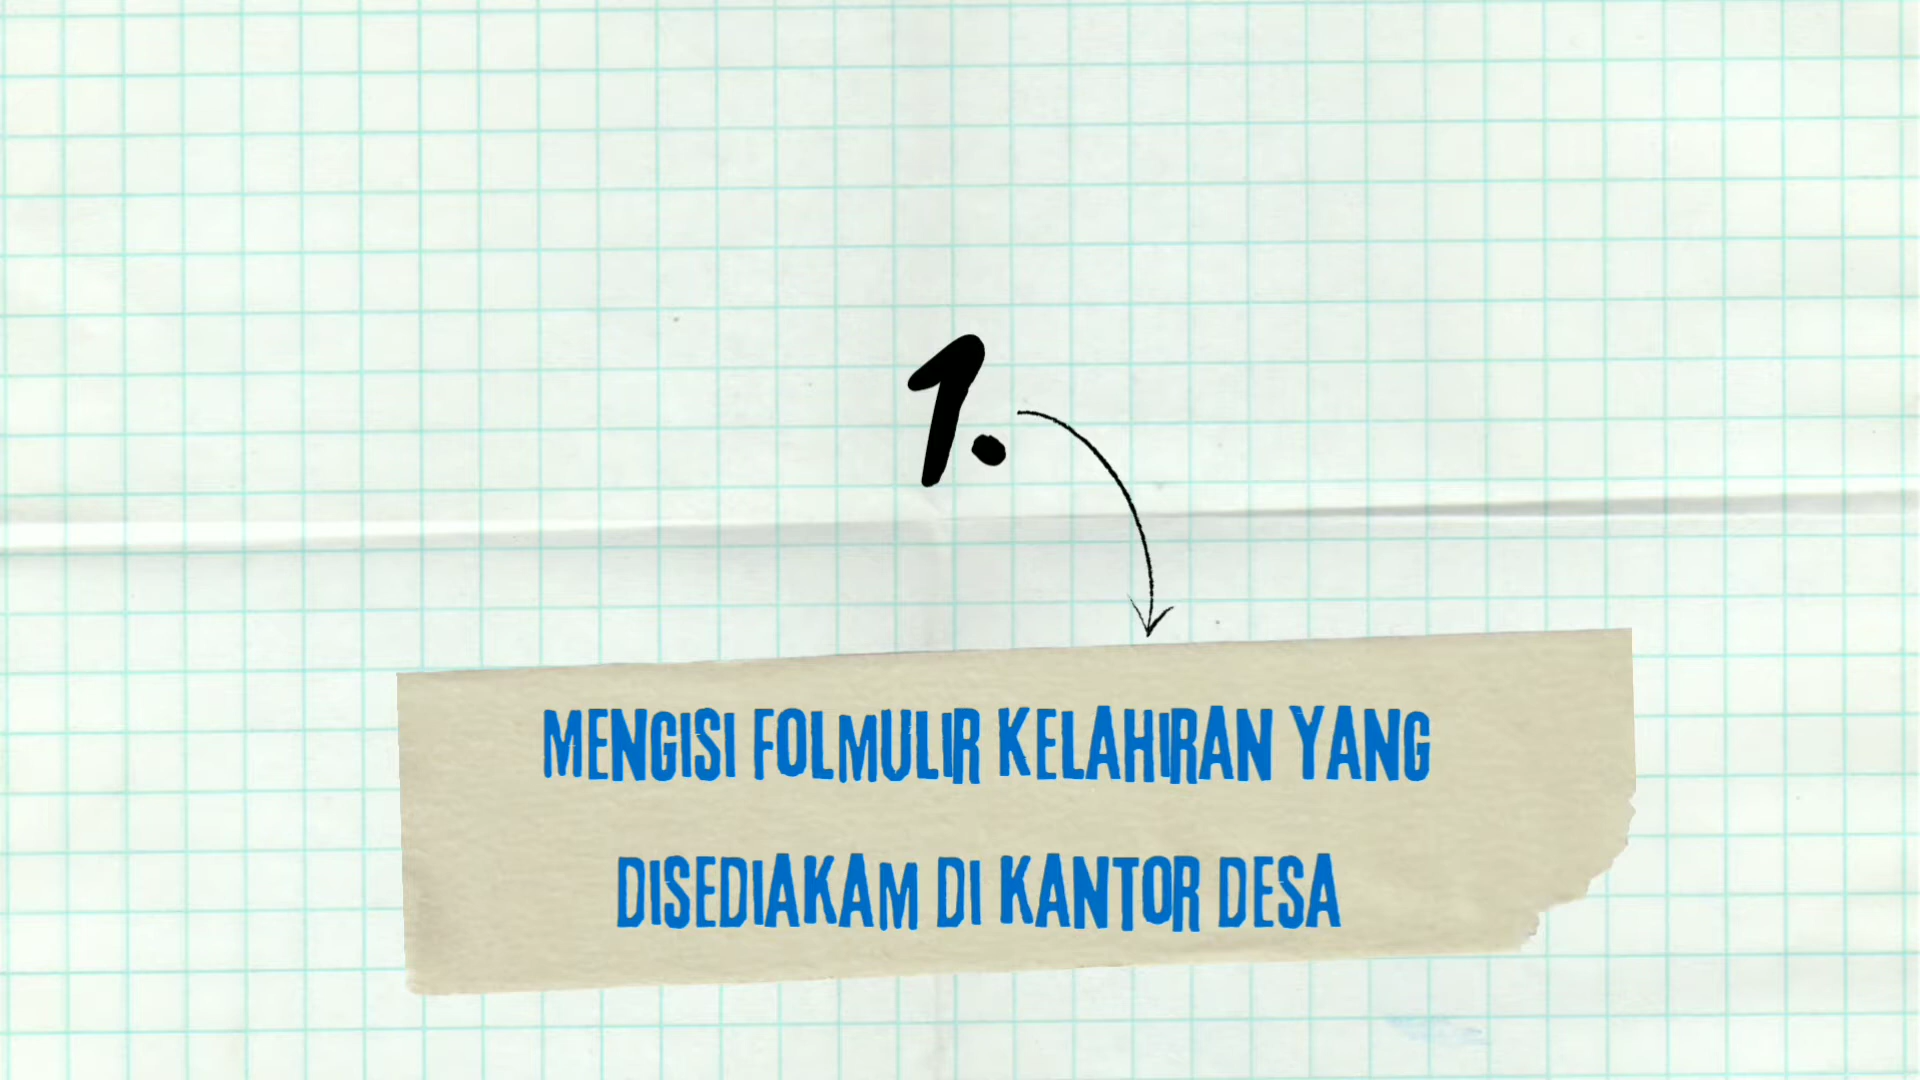 1.
MENGISI FOLMULIR KELAHIRAN YANG
DISEDIAKAM DI KANTOR DESA